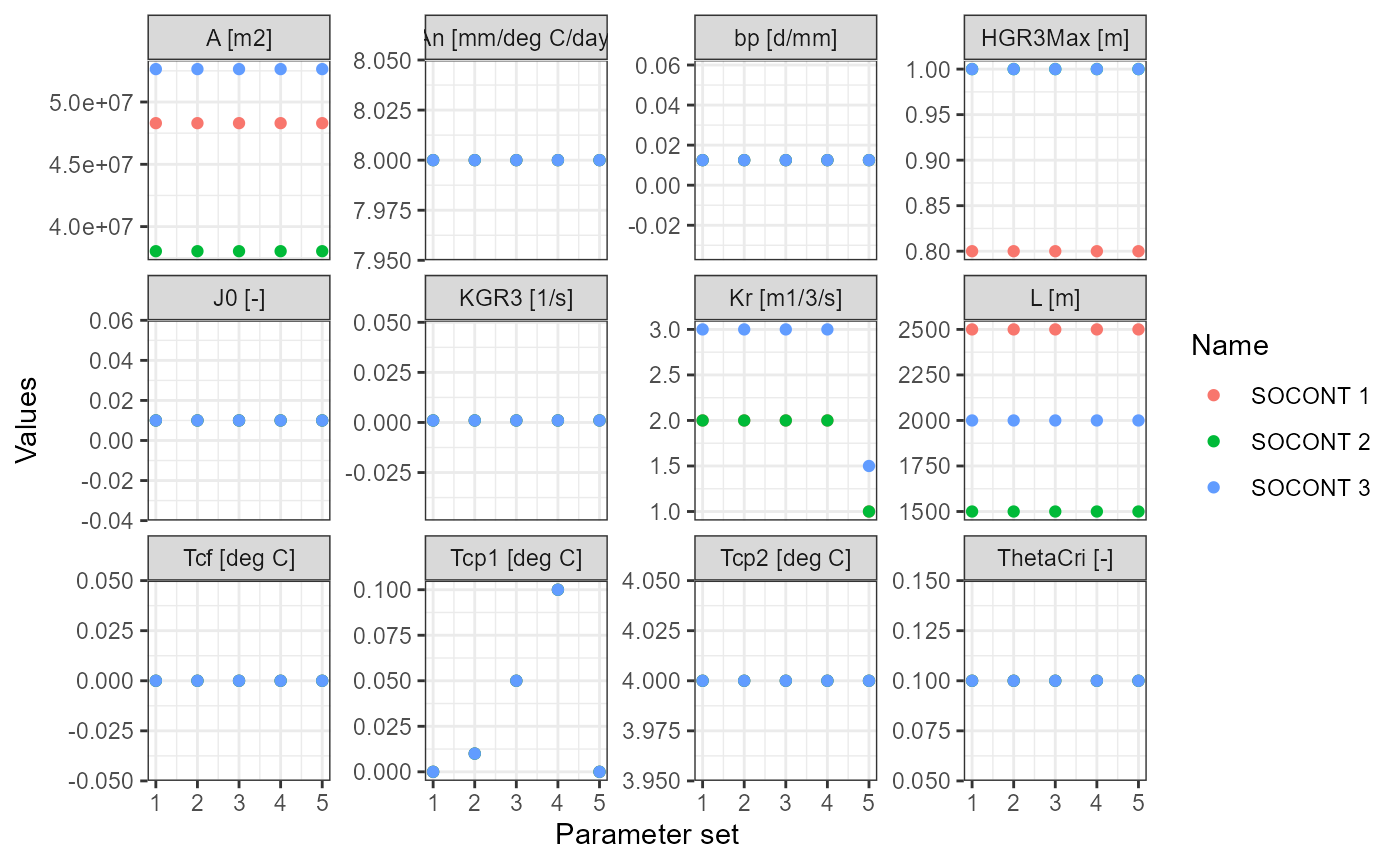 A [m2]
An [mm/deg C/day
bp [d/mm]
HGR3Max [m]
5.0e+07
4.5e+07
4.0e+07
8.050
8.025
8.000
7.975
7.950
0.06
0.04
0.02
0.00
-0.02
1.00
0.95
0.90
0.85
0.80
J0 [-]
KGR3 [1/s]
Kr [m1/3/s]
L [m]
0.06
0.04
0.02
0.00
-0.02
-0.04
0.050
0.025
0.000
-0.025
3.0
2.5
2.0
1.5
1.0
2500
2250
2000
1750
1500
Tcf [deg C]
Tcp1 [deg C]
Tcp2 [deg C]
ThetaCri [-]
0.050
0.025
0.000
-0.025
-0.050
0.100
0.075
0.050
0.025
0.000
4.050
4.025
4.000
3.975
3.950
0.150
0.125
0.100
0.075
0.050
1 2 3 4 5
1 2 3 4 5
1 2 3 4 5
1 2 3 4 5
Parameter set
Values
Name
SOCONT 1
SOCONT 2
SOCONT 3